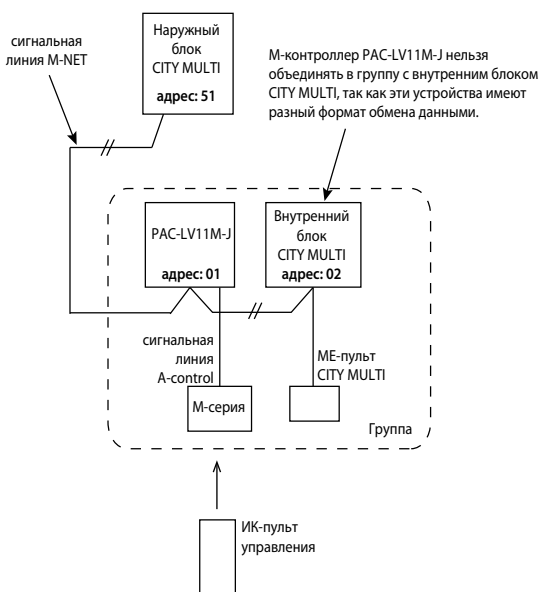 сигнальная
линия M-NET
Наружный
блок
CITY MULTI
адрес: 51
М-контроллер PAC-LV11M-J нельзя
объединять в группу с внутренним блоком
CITY MULTI, так как эти устройства имеют
разный формат обмена данными.
PAC-LV11M-J
адрес: 01
Внутренний
блок
CITY MULTI
адрес: 02
сигнальная
линия
A-control
М-серия
МЕ-пульт
CITY MULTI
Группа
ИК-пульт
управления